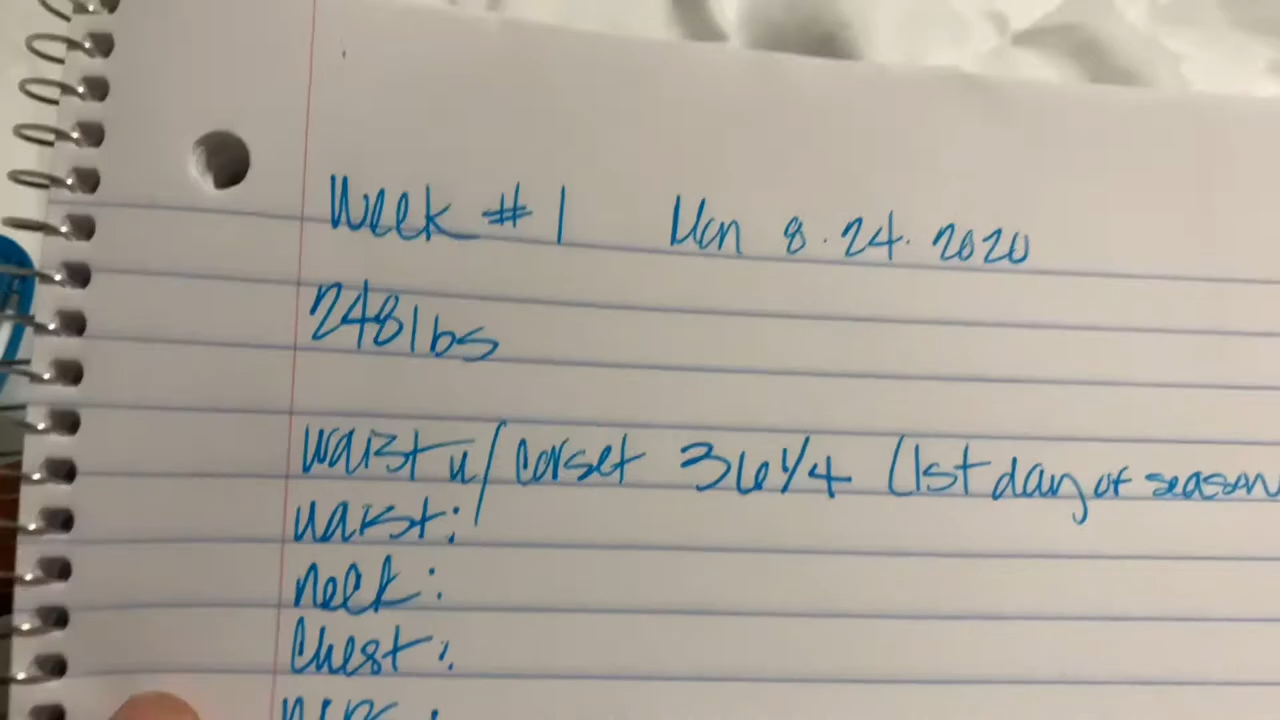 Week #1 Mon 8.24.2020
248lbs
waist w/ corset 36 1/4 (1st day of season
waist:
neck:
chest: